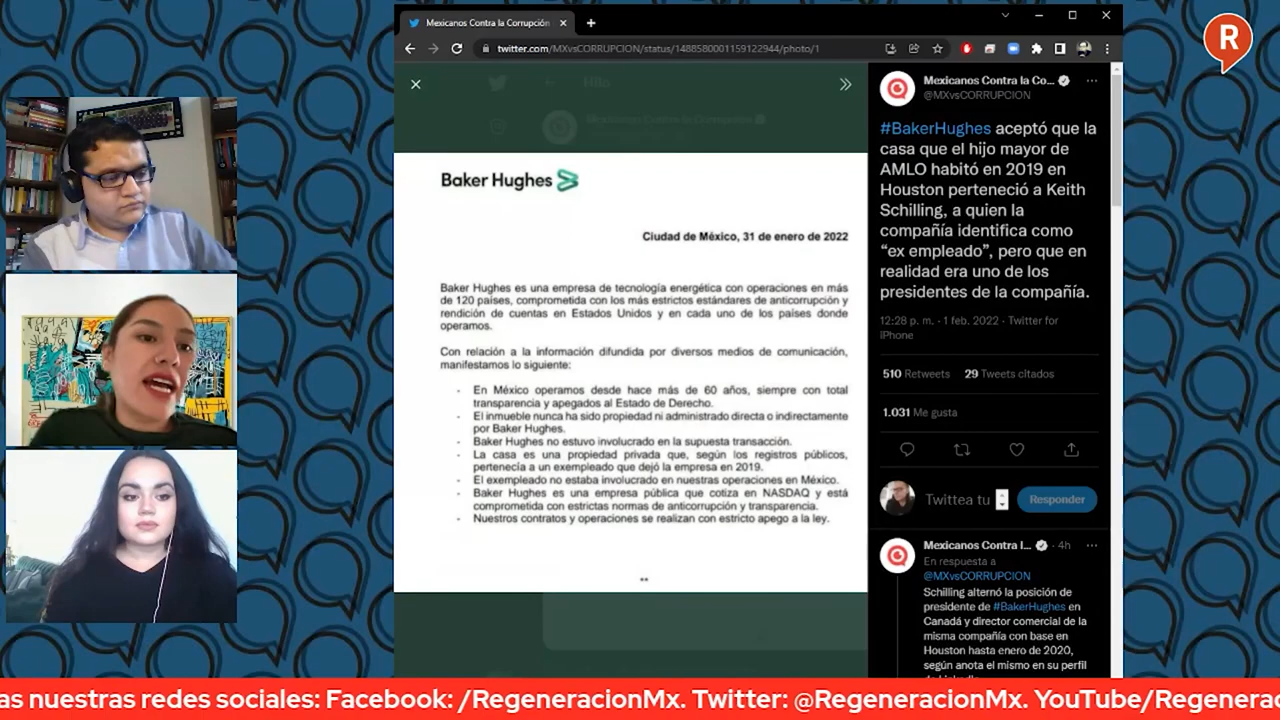 Mexicanos Contra la Corrupción
twitter.com/MXvsCORRUPCION/status/1488580001159122944/photo/1
R
Hilo
Baker Hughes
Ciudad de México, 31 de enero de 2022
Baker Hughes es una empresa de tecnología energética con operaciones en más
de 120 países, comprometida con los más estrictos estándares de anticorrupción y
rendición de cuentas en Estados Unidos y en cada uno de los países donde
operamos.
Con relación a la información difundida por diversos medios de comunicación,
manifestamos lo siguiente:
- En México operamos desde hace más de 60 años, siempre con total
transparencia y apegados al Estado de Derecho.
- El inmueble nunca ha sido propiedad ni administrado directa o indirectamente
por Baker Hughes.
- Baker Hughes no estuvo involucrado en la supuesta transacción.
- La casa es una propiedad privada que, según los registros públicos,
pertenecía a un exempleado que dejó la empresa en 2019.
- El exempleado no estaba involucrado en nuestras operaciones en México.
- Baker Hughes es una empresa pública que cotiza en NASDAQ y está
comprometida con estrictas normas de anticorrupción y transparencia.
- Nuestros contratos y operaciones se realizan con estricto apego a la ley.
**
Mexicanos Contra la Co...
@MXvsCORRUPCION
#BakerHughes aceptó que la
casa que el hijo mayor de
AMLO habitó en 2019 en
Houston perteneció a Keith
Schilling, a quien la
compañía identifica como
“ex empleado”, pero que en
realidad era uno de los
presidentes de la compañía.
12:28 p. m. · 1 feb. 2022 · Twitter for
iPhone
510 Retweets 29 Tweets citados
1.031 Me gusta
Twittea tu
Responder
Mexicanos Contra l... · 4h
En respuesta a
@MXvsCORRUPCION
Schilling alternó la posición de
presidente de #BakerHughes en
Canadá y director comercial de la
misma compañía con base en
Houston hasta enero de 2020,
según anota el mismo en su perfil
as nuestras redes sociales: Facebook: /RegeneracionMx. Twitter: @RegeneracionMx. YouTube/Regenerac